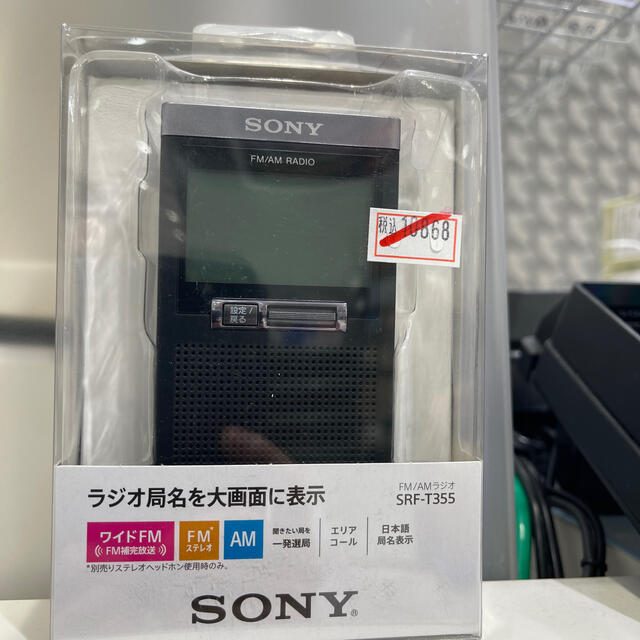 SONY
FM/AM RADIO
税込 10868
設定/
戻る
ラジオ局名を大画面に表示
FM/AMラジオ
SRF-T355
ワイドFM
FM補完放送
FM*
ステレオ
AM
聞きたい局を
一発選局
エリア
コール
日本語
局名表示
*別売りステレオヘッドホン使用時のみ。
SONY®